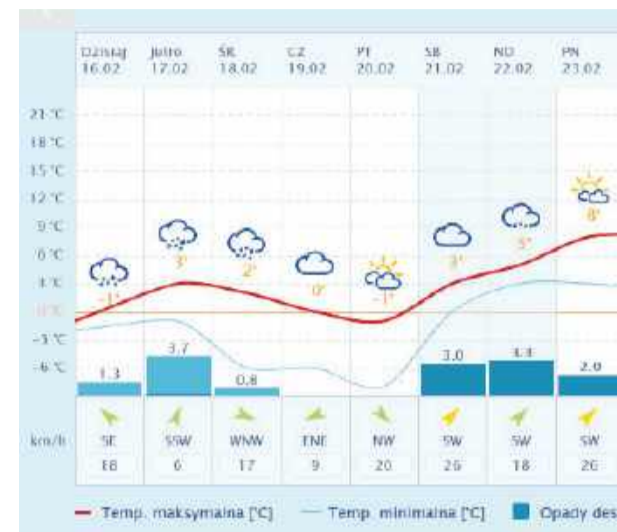 Dzisiaj Jutro ŚR. CZ PT SB ND PN
16.02 17.02 18.02 19.02 20.02 21.02 22.02 23.02
21 °C
18 °C
15 °C
12 °C
9 °C
8°
6 °C
3° 2° 0° -1° 3° 5°
3 °C
-1°
0 °C
-3 °C
-6 °C
1.3 3.7 0.8 3.0 2.0
km/h SE SSW WNW ENE NW SW SW SW
18 6 17 9 20 26 18 26
Temp. maksymalna [°C] Temp. minimalna [°C] Opady des